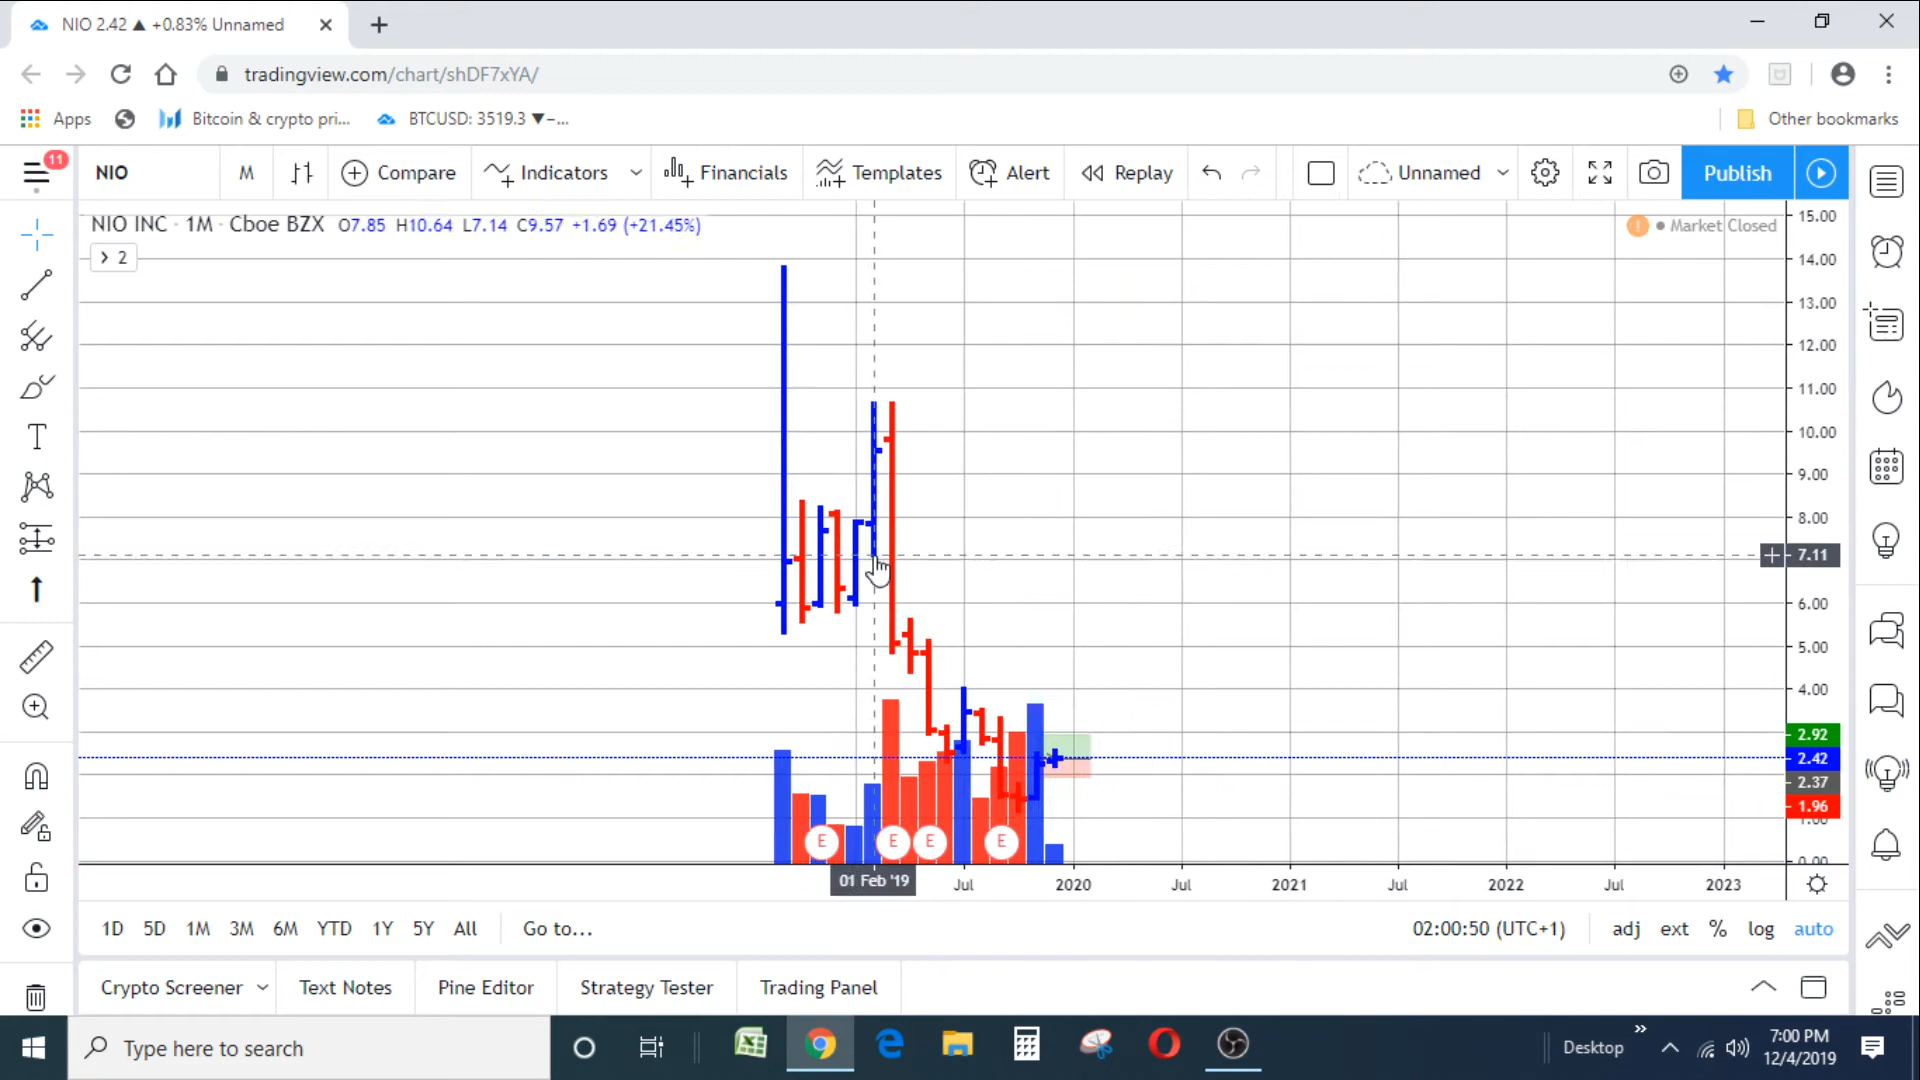 NIO 2.42 ▲ +0.83% Unnamed
tradingview.com/chart/shDF7xYA/
Apps
Bitcoin & crypto pri...
BTCUSD: 3519.3 ▼−...
Other bookmarks
11
NIO
M
Compare
Indicators
Financials
Templates
Alert
Replay
Unnamed
Publish
NIO INC · 1M · Cboe BZX O7.85 H10.64 L7.14 C9.57 +1.69 (+21.45%)
Market Closed
2
15.00
14.00
13.00
12.00
11.00
10.00
9.00
8.00
7.11
6.00
5.00
4.00
2.92
2.42
2.37
1.96
1.00
0.00
E
E
E
E
01 Feb '19
Jul
2020
Jul
2021
Jul
2022
Jul
2023
1D 5D 1M 3M 6M YTD 1Y 5Y All
Go to...
02:00:50 (UTC+1)
adj ext % log auto
Crypto Screener
Text Notes
Pine Editor
Strategy Tester
Trading Panel
Type here to search
Desktop
7:00 PM
12/4/2019